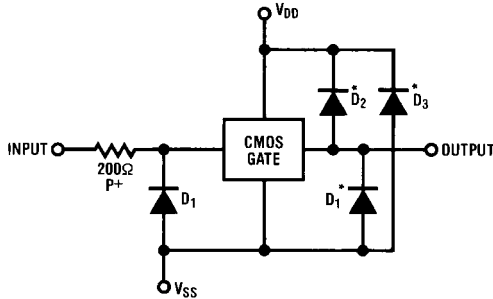 VDD
*
D2
*
D3
INPUT
200Ω
P+
CMOS
GATE
OUTPUT
D1
D1*
VSS